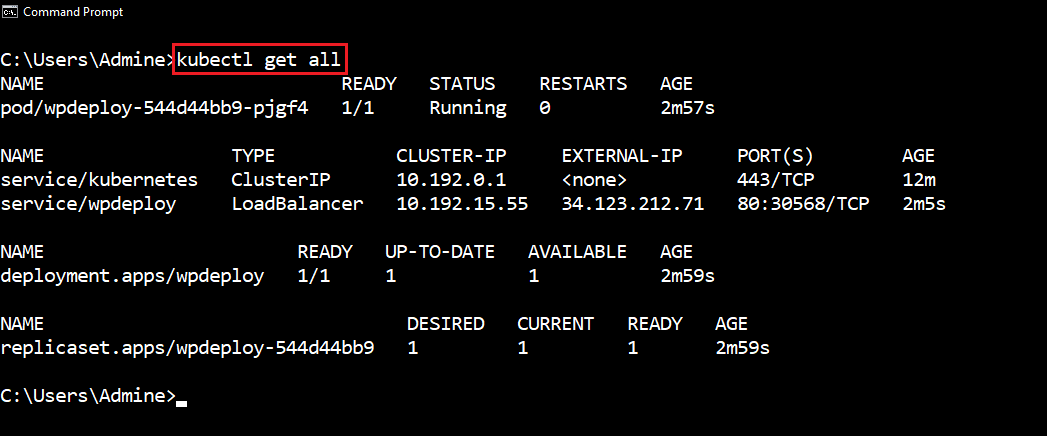 Command Prompt
C:\Users\Admine>kubectl get all
NAME READY STATUS RESTARTS AGE
pod/wpdeploy-544d44bb9-pjgf4 1/1 Running 0 2m57s
NAME TYPE CLUSTER-IP EXTERNAL-IP PORT(S) AGE
service/kubernetes ClusterIP 10.192.0.1 <none> 443/TCP 12m
service/wpdeploy LoadBalancer 10.192.15.55 34.123.212.71 80:30568/TCP 2m5s
NAME READY UP-TO-DATE AVAILABLE AGE
deployment.apps/wpdeploy 1/1 1 1 2m59s
NAME DESIRED CURRENT READY AGE
replicaset.apps/wpdeploy-544d44bb9 1 1 1 2m59s
C:\Users\Admine>